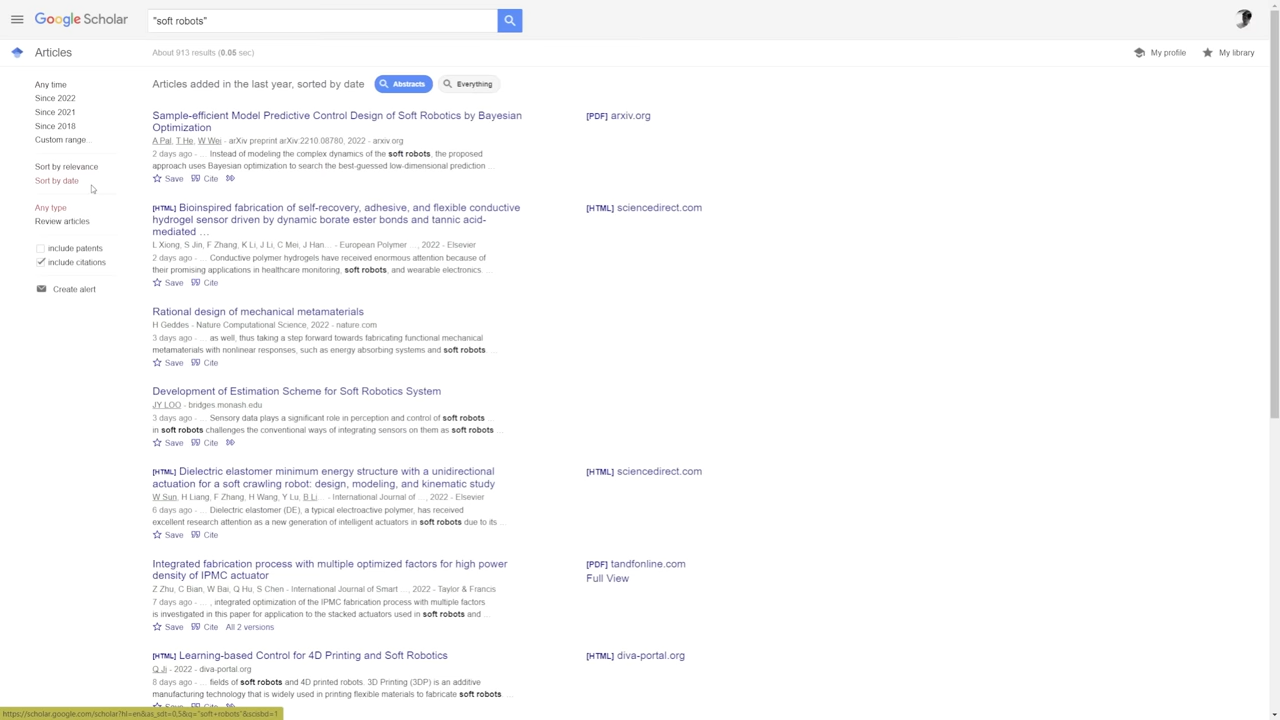 Google Scholar
"soft robots"
Articles
About 913 results (0.05 sec)
My profile
My library
Any time
Since 2022
Since 2021
Since 2018
Custom range...
Sort by relevance
Sort by date
Any type
Review articles
include patents
include citations
Create alert
Articles added in the last year, sorted by date
Abstracts
Everything
Sample-efficient Model Predictive Control Design of Soft Robotics by Bayesian
Optimization
A Pal, T He, W Wei - arXiv preprint arXiv:2210.08780, 2022 - arxiv.org
2 days ago - ... Instead of modeling the complex dynamics of the soft robots, the proposed
approach uses Bayesian optimization to search the best-guessed low-dimensional prediction ...
Save Cite
[PDF] arxiv.org
[HTML] Bioinspired fabrication of self-recovery, adhesive, and flexible conductive
hydrogel sensor driven by dynamic borate ester bonds and tannic acid-
mediated …
L Xiong, S Jin, F Zhang, K Li, J Li, C Mei, J Han… - European Polymer …, 2022 - Elsevier
2 days ago - ... Conductive polymer hydrogels have received enormous attention because of
their promising applications in healthcare monitoring, soft robots, and wearable electronics. ...
Save Cite
[HTML] sciencedirect.com
Rational design of mechanical metamaterials
H Geddes - Nature Computational Science, 2022 - nature.com
3 days ago - ... as well, thus taking a step forward towards fabricating functional mechanical
metamaterials with nonlinear responses, such as energy absorbing systems and soft robots ...
Save Cite
Development of Estimation Scheme for Soft Robotics System
JY LOO - bridges.monash.edu
3 days ago - ... Sensory data plays a significant role in perception and control of soft robots ...
in soft robots challenges the conventional ways of integrating sensors on them as soft robots ...
Save Cite
[HTML] Dielectric elastomer minimum energy structure with a unidirectional
actuation for a soft crawling robot: design, modeling, and kinematic study
W Sun, H Liang, F Zhang, H Wang, Y Lu, B Li… - International Journal of …, 2022 - Elsevier
6 days ago - ... Dielectric elastomer (DE), a typical electroactive polymer, has received
excellent research attention as a new generation of intelligent actuators in soft robots due to its ...
Save Cite
[HTML] sciencedirect.com
Integrated fabrication process with multiple optimized factors for high power
density of IPMC actuator
Z Zhu, C Bian, W Bai, Q Hu, S Chen - International Journal of Smart …, 2022 - Taylor & Francis
7 days ago - ... , integrated optimization of the IPMC fabrication process with multiple factors
is investigated in this paper for application to the stacked actuators used in soft robots and ...
Save Cite All 2 versions
[PDF] tandfonline.com
Full View
[HTML] Learning-based Control for 4D Printing and Soft Robotics
Q Ji - 2022 - diva-portal.org
8 days ago - ... fields of soft robots and 4D printed robots. 3D Printing (3DP) is an additive
manufacturing technology that is widely used in printing flexible materials to fabricate soft robots ...
[HTML] diva-portal.org
https://scholar.google.com/scholar?hl=en&as_sdt=0,5&q="soft+robots"&scisbd=1